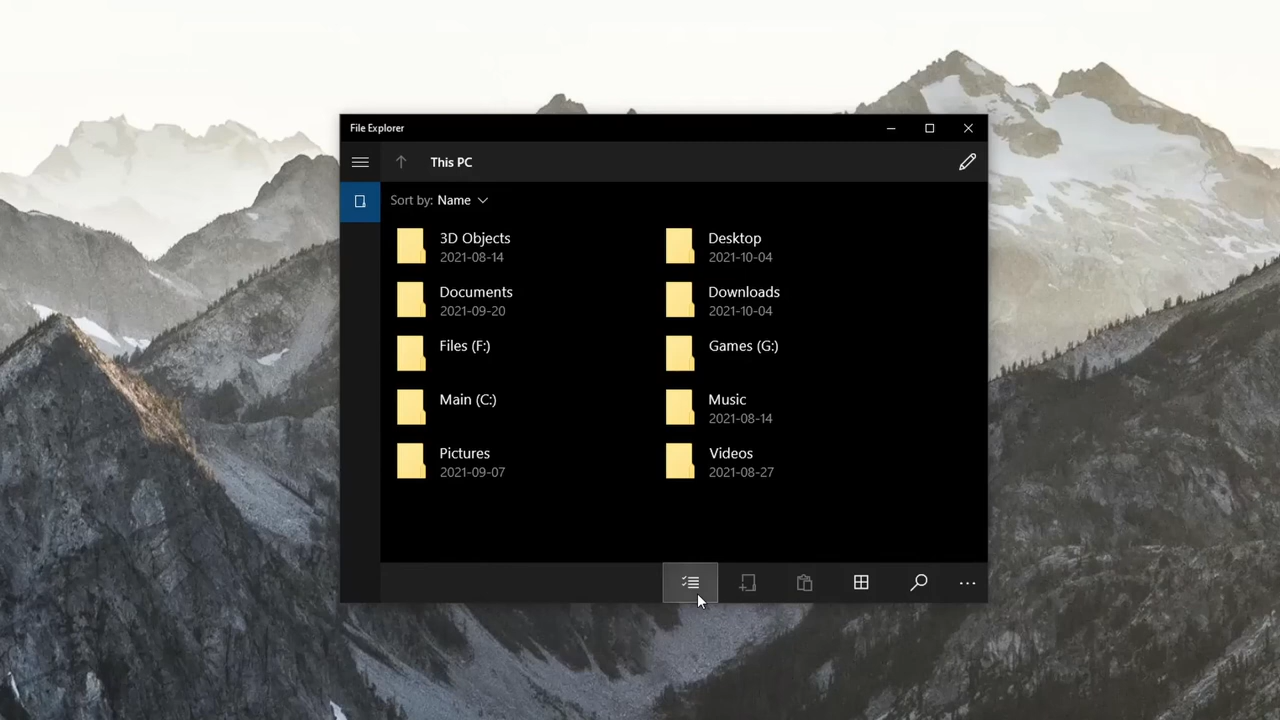 File Explorer
This PC
Sort by: Name
3D Objects
2021-08-14
Desktop
2021-10-04
Documents
2021-09-20
Downloads
2021-10-04
Files (F:)
Games (G:)
Main (C:)
Music
2021-08-14
Pictures
2021-09-07
Videos
2021-08-27